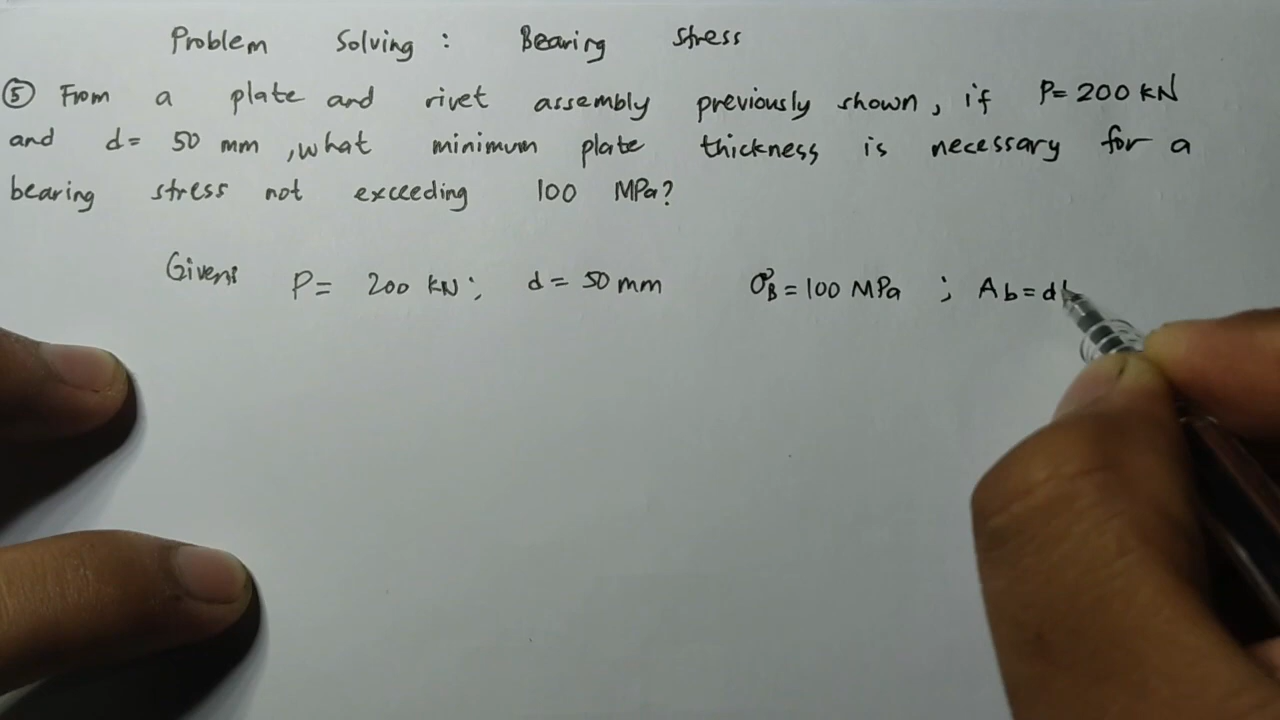 Problem Solving : Bearing stress
⑤ From a plate and rivet assembly previously shown, if P= 200 kN
and d= 50 mm ,what minimum plate thickness is necessary for a
bearing stress not exceeding 100 MPa?
Givens P= 200 kN; d= 50 mm σB = 100 MPa ; Ab=dt